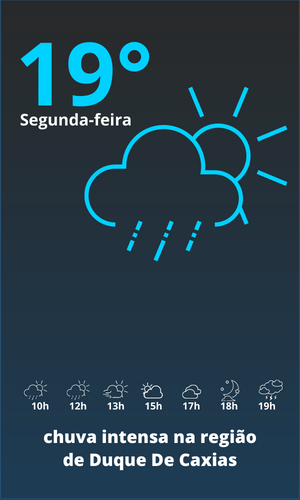 19°
Segunda-feira
10h 12h 13h 15h 17h 18h 19h
chuva intensa na região
de Duque De Caxias